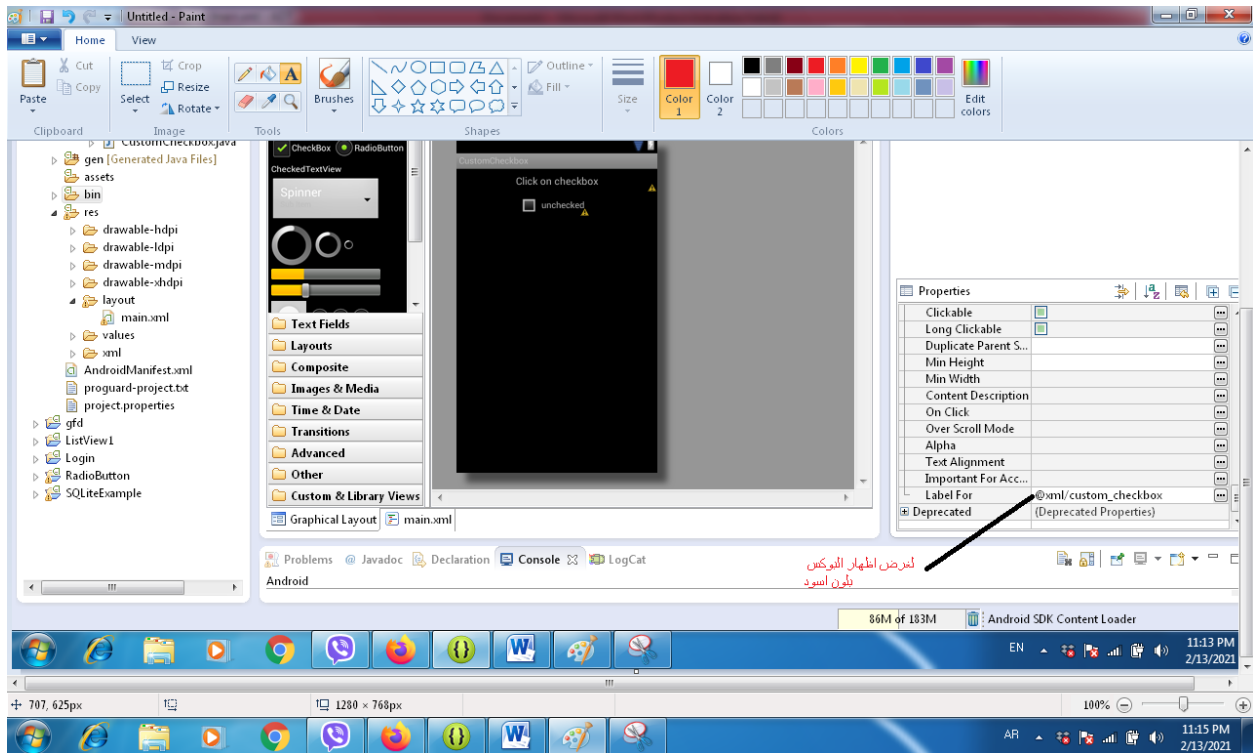 Untitled - Paint
Home View
Paste
Cut
Copy
Clipboard
Select
Crop
Resize
Rotate
Image
Tools
Brushes
Shapes
Outline
Fill
Size
Color 1
Color 2
Colors
Edit colors
CustomCheckbox.java
gen [Generated Java Files]
assets
bin
res
drawable-hdpi
drawable-ldpi
drawable-mdpi
drawable-xhdpi
layout
main.xml
values
xml
AndroidManifest.xml
proguard-project.txt
project.properties
gfd
ListView1
Login
RadioButton
SQLiteExample
CheckBox RadioButton
CheckedTextView
Spinner
Text Fields
Layouts
Composite
Images & Media
Time & Date
Transitions
Advanced
Other
Custom & Library Views
Graphical Layout main.xml
CustomCheckbox
Click on checkbox
unchecked
Properties
Clickable
Long Clickable
Duplicate Parent S...
Min Height
Min Width
Content Description
On Click
Over Scroll Mode
Alpha
Text Alignment
Important For Acc...
Label For @xml/custom_checkbox
Deprecated (Deprecated Properties)
Problems @ Javadoc Declaration Console LogCat
Android
لغرض اظهار البوكس
بلون اسود
86M of 183M Android SDK Content Loader
EN 11:13 PM
2/13/2021
707, 625px 1280 × 768px 100%
AR 11:15 PM
2/13/2021